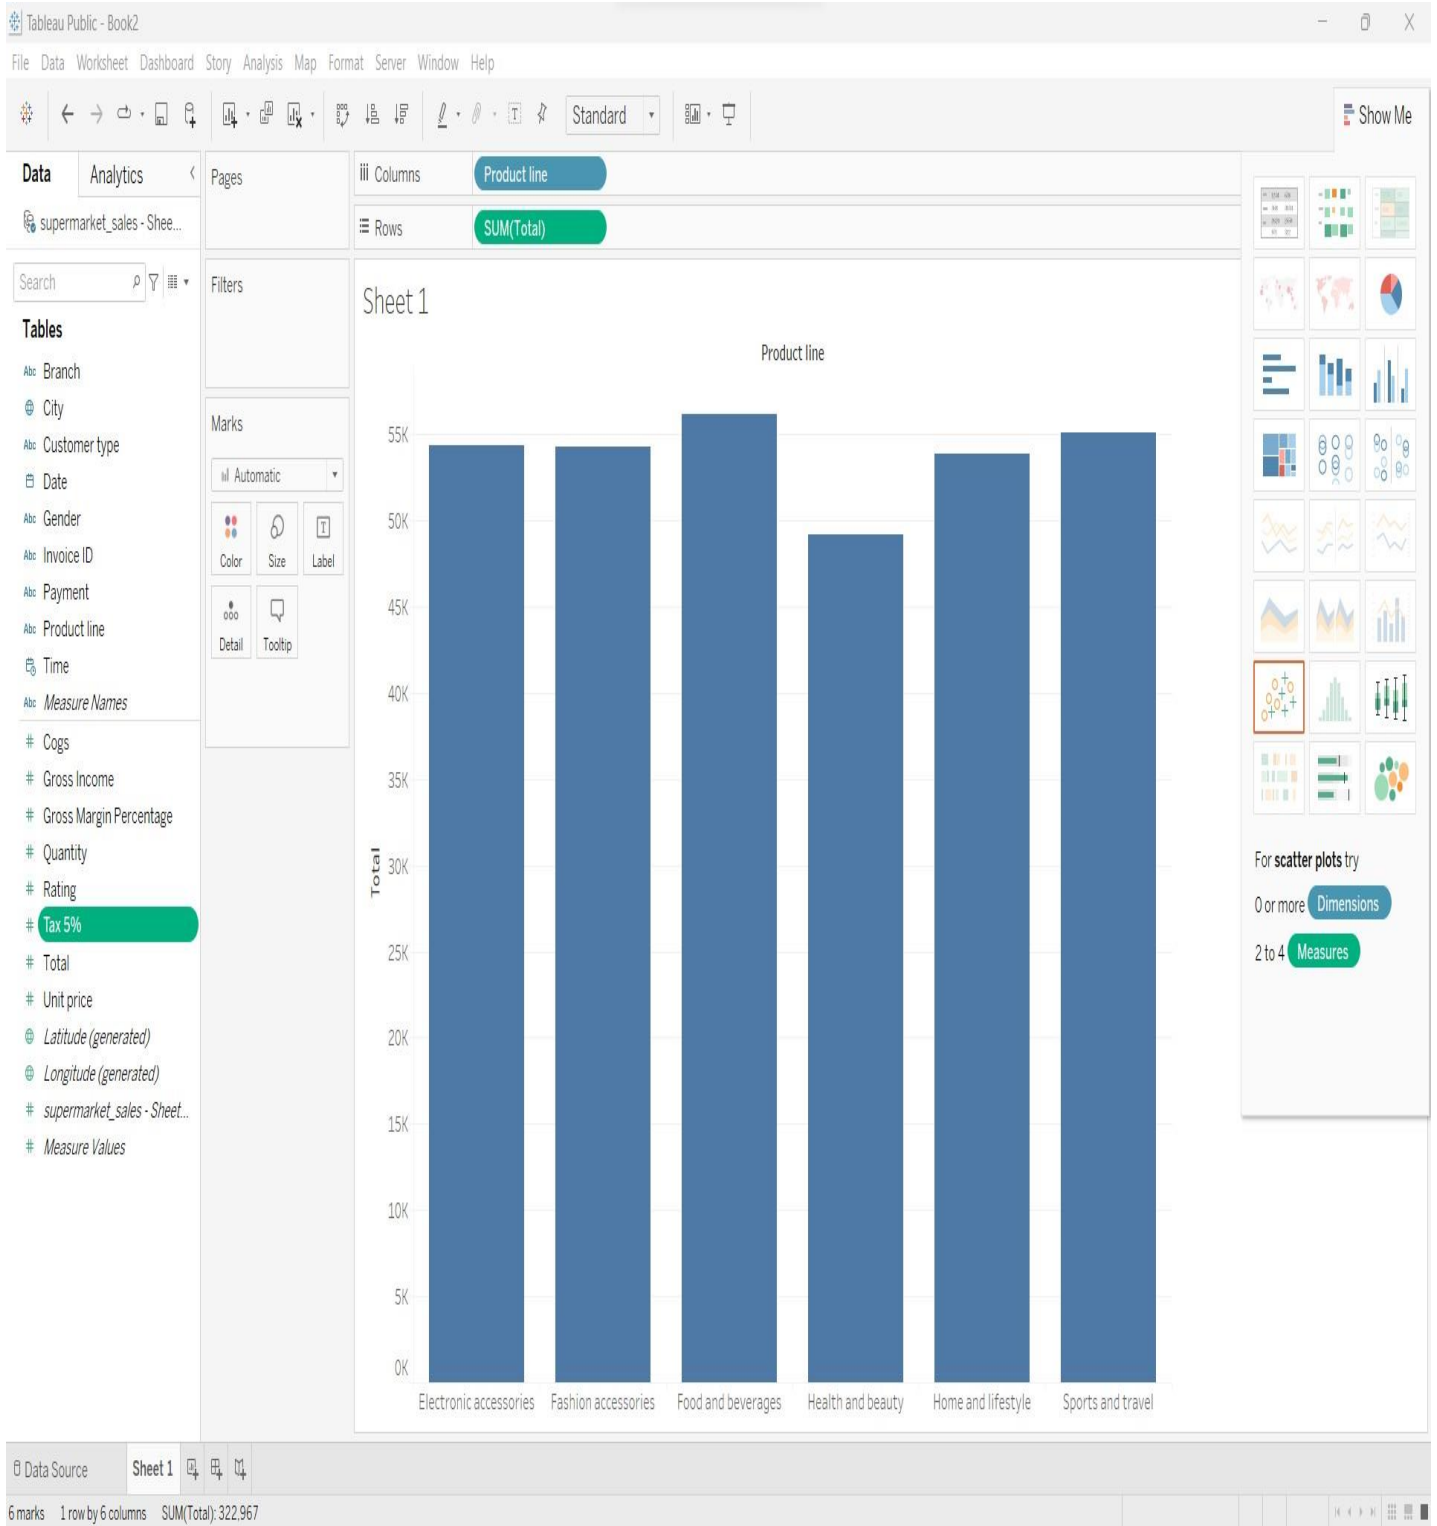 Tableau Public - Book2
File Data Worksheet Dashboard Story Analysis Map Format Server Window Help
Standard
Show Me
Data Analytics
supermarket_sales - Shee...
Search
Tables
Abc Branch
City
Abc Customer type
Date
Abc Gender
Abc Invoice ID
Abc Payment
Abc Product line
Time
Abc Measure Names
# Cogs
# Gross Income
# Gross Margin Percentage
# Quantity
# Rating
# Tax 5%
# Total
# Unit price
Latitude (generated)
Longitude (generated)
# supermarket_sales - Sheet...
# Measure Values
Pages
Filters
Marks
Automatic
Color Size Label
Detail Tooltip
Columns Product line
Rows SUM(Total)
Sheet 1
Product line
Total
55K
50K
45K
40K
35K
30K
25K
20K
15K
10K
5K
0K
Electronic accessories Fashion accessories Food and beverages Health and beauty Home and lifestyle Sports and travel
For scatter plots try
0 or more Dimensions
2 to 4 Measures
Data Source Sheet 1
6 marks 1 row by 6 columns SUM(Total): 322,967